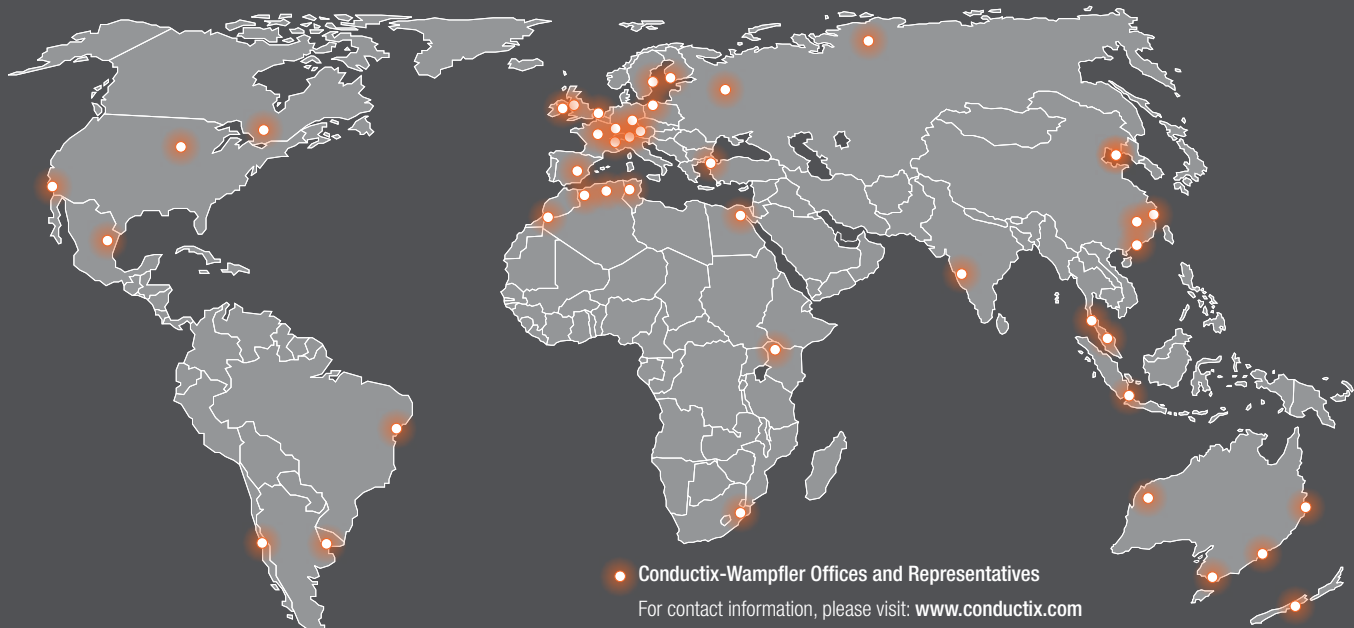 Conductix-Wampfler Offices and Representatives
For contact information, please visit: www.conductix.com